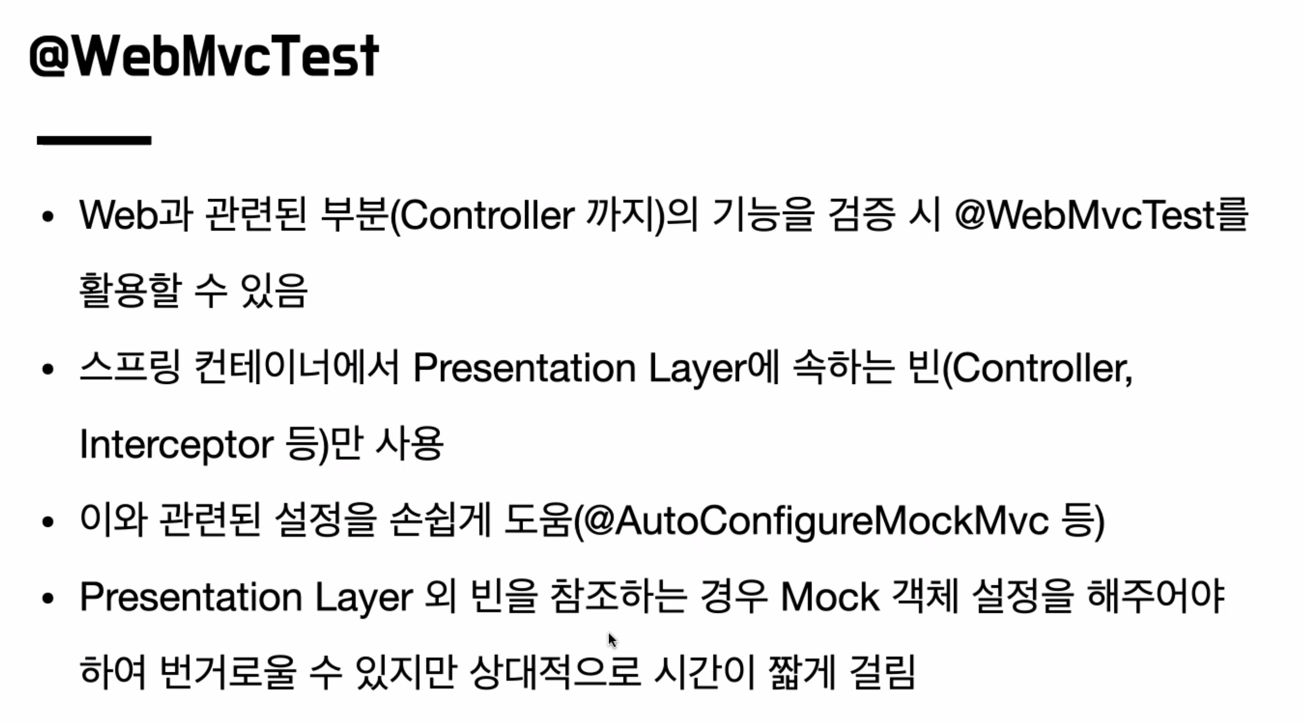 @WebMvcTest
• Web과 관련된 부분(Controller 까지)의 기능을 검증 시 @WebMvcTest를
활용할 수 있음
• 스프링 컨테이너에서 Presentation Layer에 속하는 빈(Controller,
Interceptor 등)만 사용
• 이와 관련된 설정을 손쉽게 도움(@AutoConfigureMockMvc 등)
• Presentation Layer 외 빈을 참조하는 경우 Mock 객체 설정을 해주어야
하여 번거로울 수 있지만 상대적으로 시간이 짧게 걸림